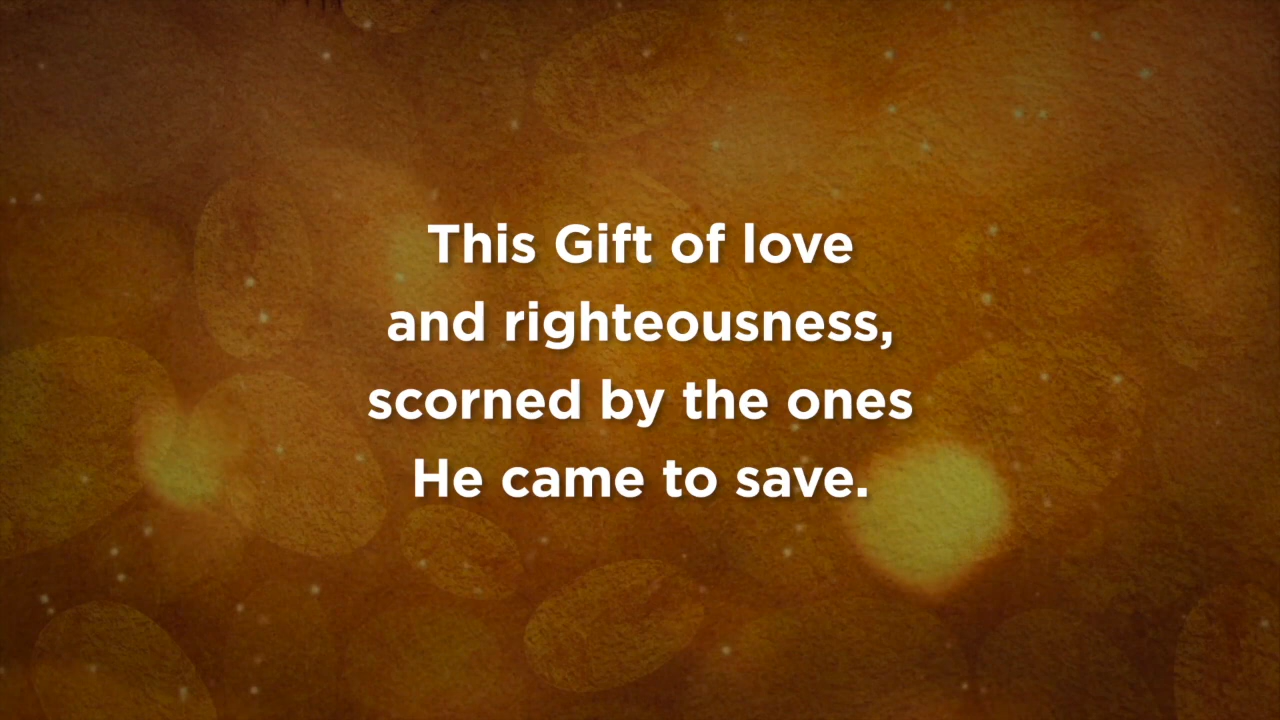 This Gift of love
and righteousness,
scorned by the ones
He came to save.